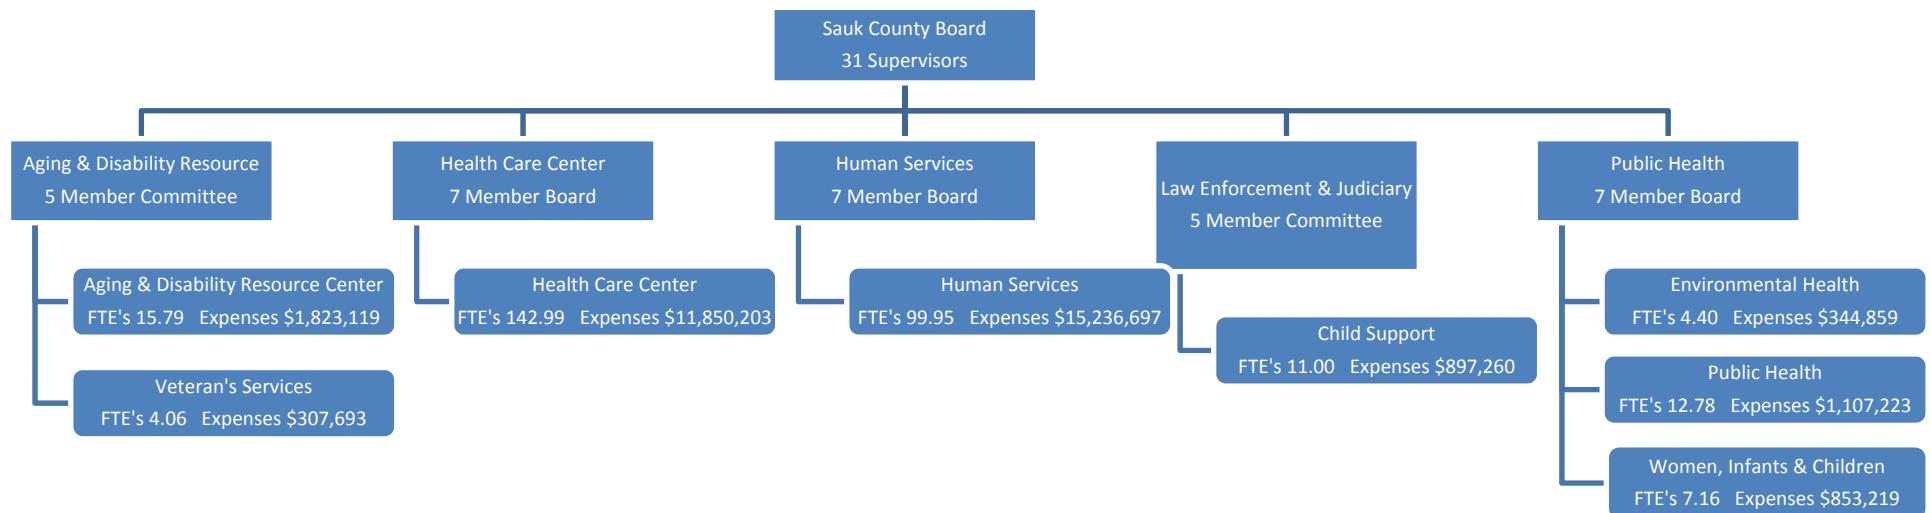 Sauk County Board
31 Supervisors
Aging & Disability Resource
5 Member Committee
Health Care Center
7 Member Board
Human Services
7 Member Board
Law Enforcement & Judiciary
5 Member Committee
Public Health
7 Member Board
Aging & Disability Resource Center
FTE's 15.79 Expenses $1,823,119
Veteran's Services
FTE's 4.06 Expenses $307,693
Health Care Center
FTE's 142.99 Expenses $11,850,203
Human Services
FTE's 99.95 Expenses $15,236,697
Child Support
FTE's 11.00 Expenses $897,260
Environmental Health
FTE's 4.40 Expenses $344,859
Public Health
FTE's 12.78 Expenses $1,107,223
Women, Infants & Children
FTE's 7.16 Expenses $853,219